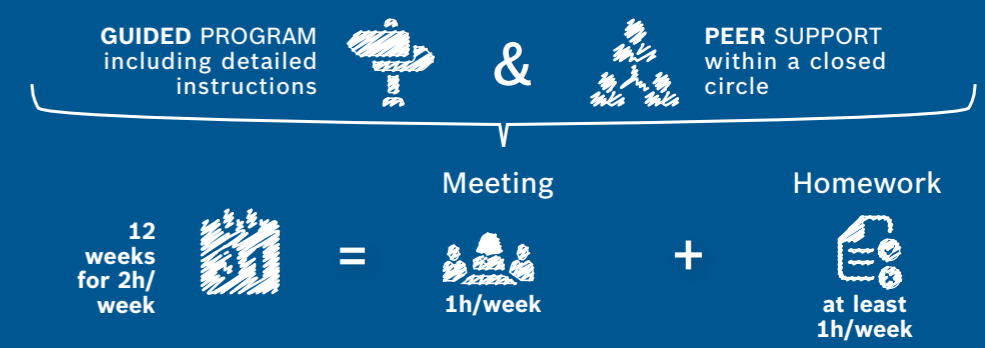 GUIDED PROGRAM
including detailed
instructions
&
PEER SUPPORT
within a closed
circle
Meeting
Homework
12
weeks
for 2h/
week
31
=
1h/week
+
at least
1h/week